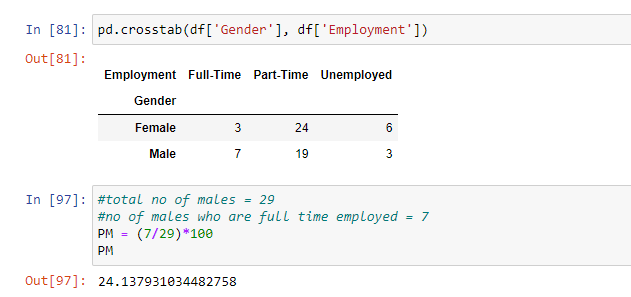 In [81]: pd.crosstab(df['Gender'], df['Employment'])
Out[81]:
Employment Full-Time Part-Time Unemployed
Gender
Female 3 24 6
Male 7 19 3
In [97]: #total no of males = 29
#no of males who are full time employed = 7
PM = (7/29)*100
PM
Out[97]: 24.137931034482758